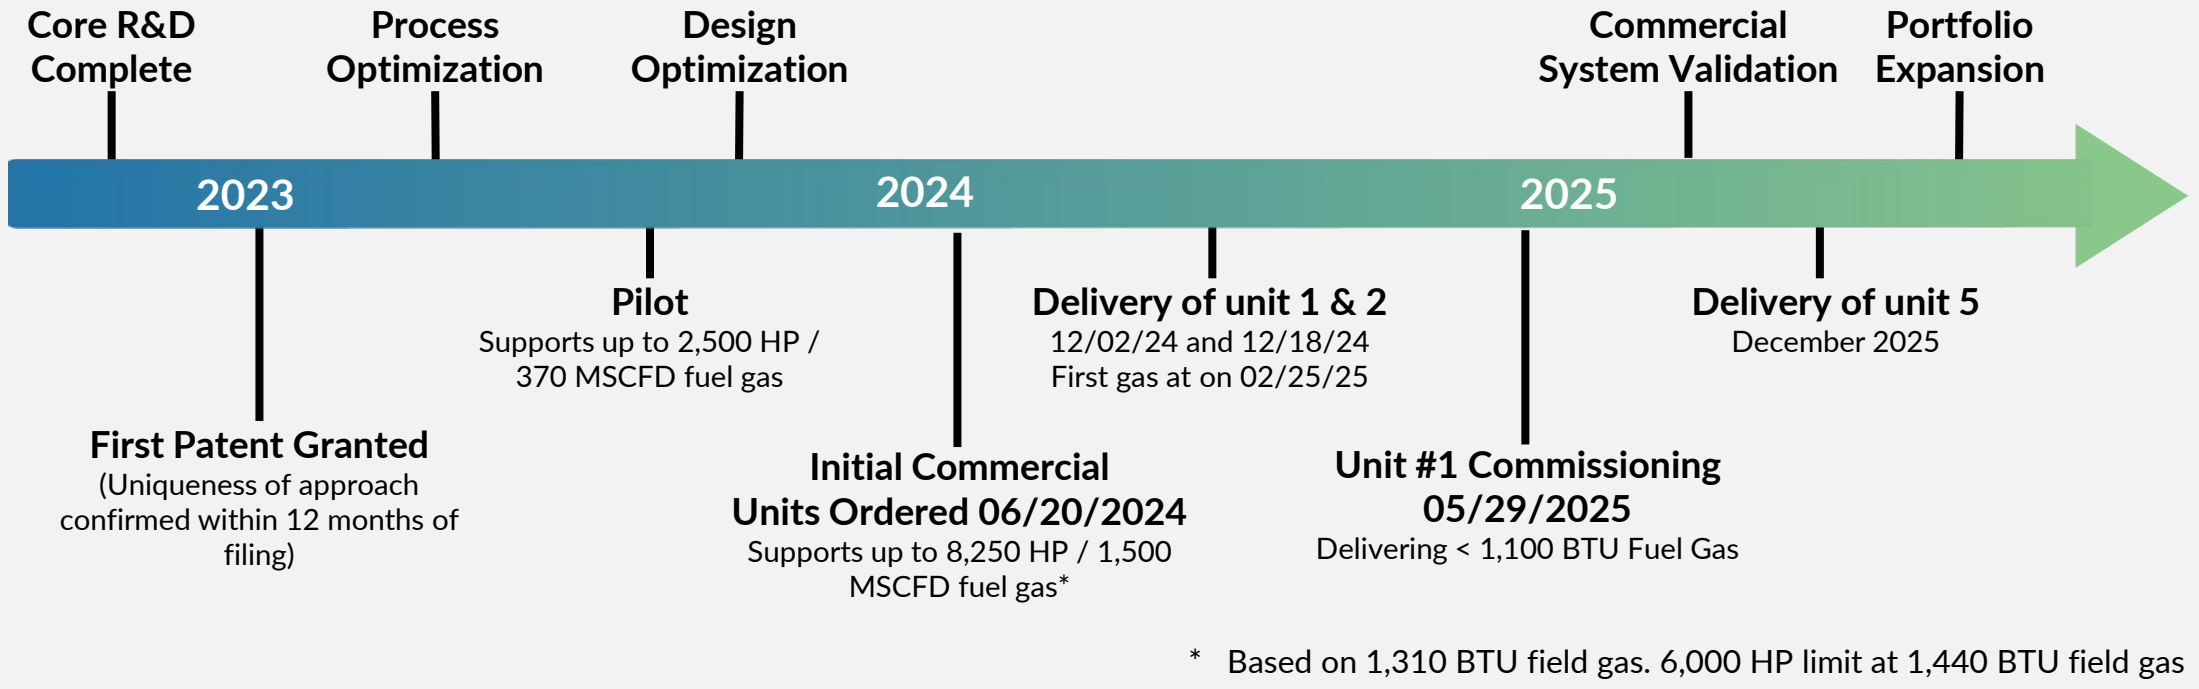 Core R&D
Complete
Process
Optimization
Design
Optimization
Commercial
System Validation
Portfolio
Expansion
2023
2024
2025
Pilot
Supports up to 2,500 HP /
370 MSCFD fuel gas
Delivery of unit 1 & 2
12/02/24 and 12/18/24
First gas at on 02/25/25
Delivery of unit 5
December 2025
First Patent Granted
(Uniqueness of approach
confirmed within 12 months of
filing)
Initial Commercial
Units Ordered 06/20/2024
Supports up to 8,250 HP / 1,500
MSCFD fuel gas*
Unit #1 Commissioning
05/29/2025
Delivering < 1,100 BTU Fuel Gas
* Based on 1,310 BTU field gas. 6,000 HP limit at 1,440 BTU field gas